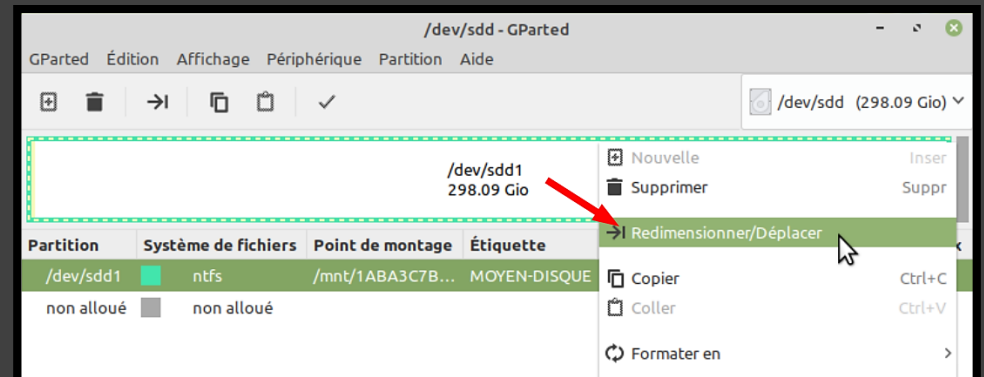 /dev/sdd - GParted
GParted Édition Affichage Périphérique Partition Aide
/dev/sdd (298.09 Gio)
/dev/sdd1
298.09 Gio
Nouvelle Inser
Supprimer Suppr
Redimensionner/Déplacer
Copier Ctrl+C
Coller Ctrl+V
Formater en
Partition Système de fichiers Point de montage Étiquette
/dev/sdd1 ntfs /mnt/1ABA3C7B... MOYEN-DISQUE
non alloué non alloué